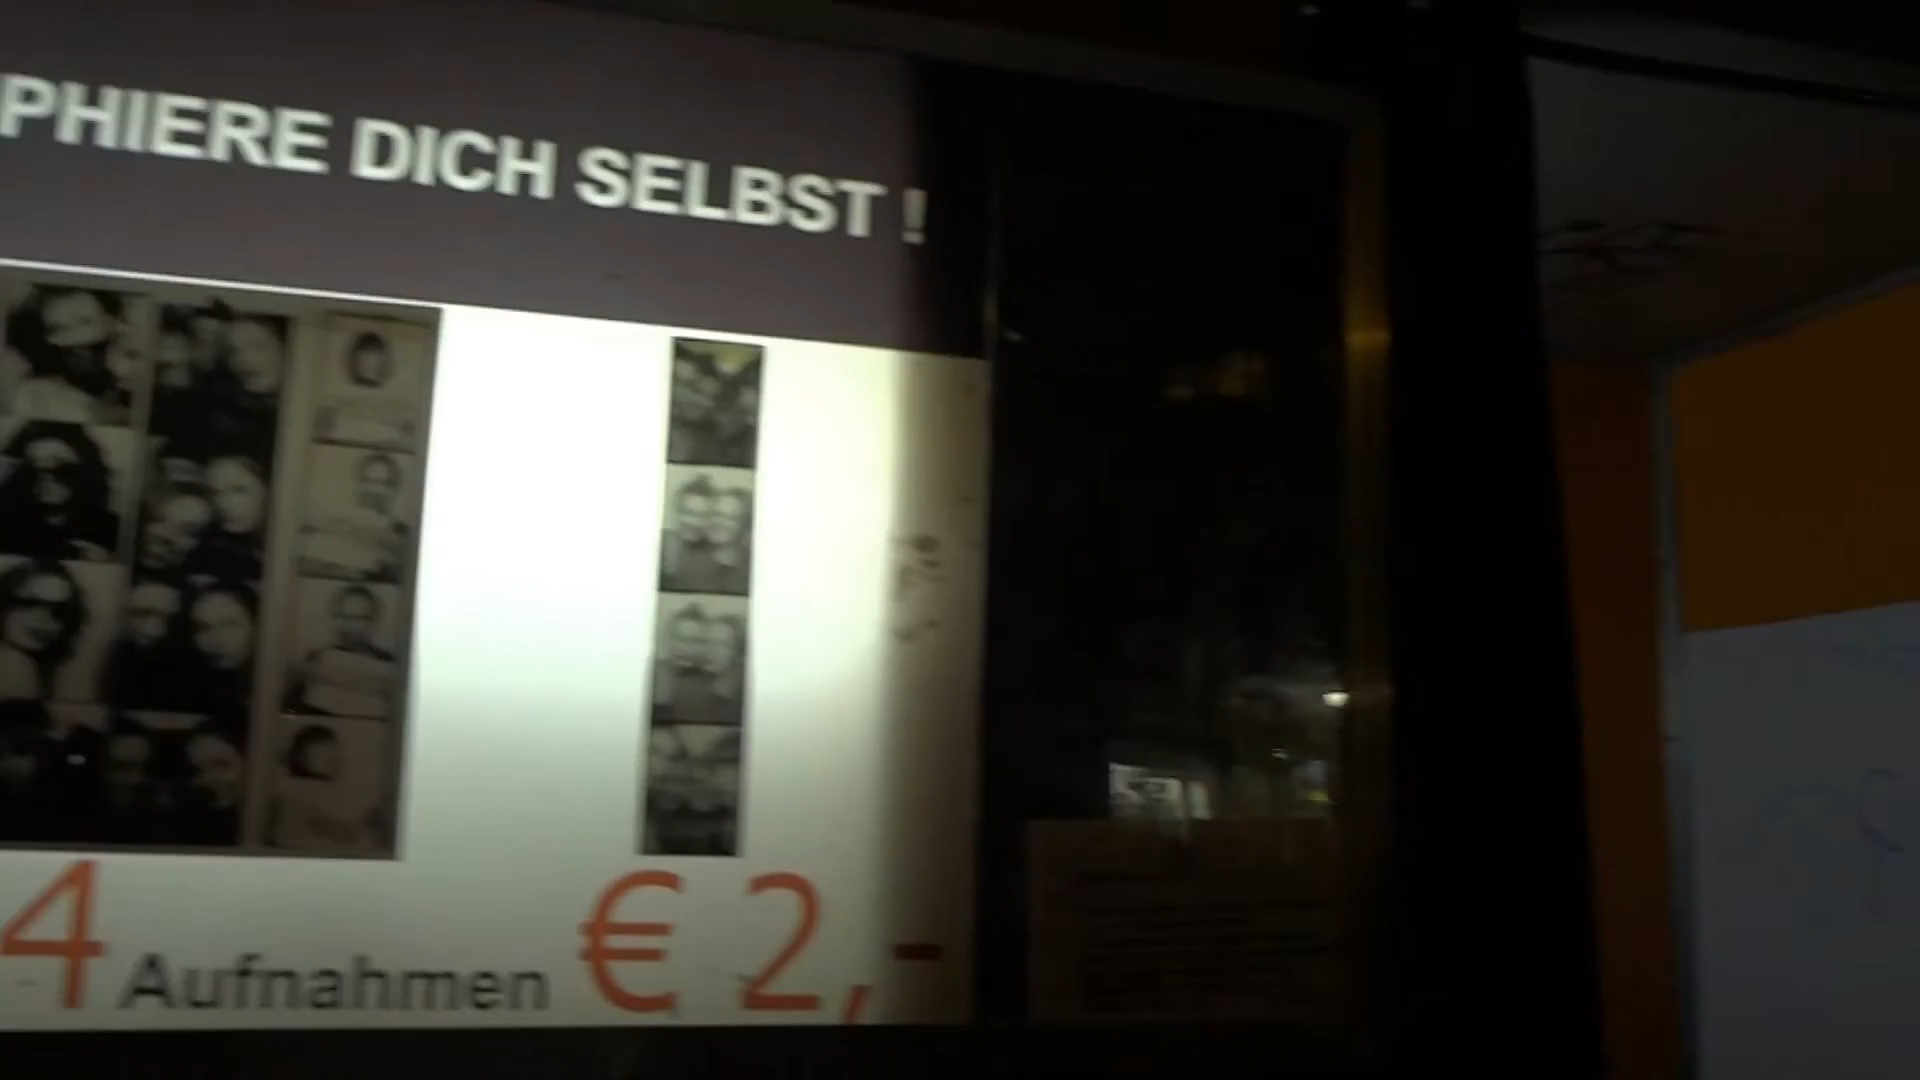 PHIERE DICH SELBST !
4 Aufnahmen € 2,-